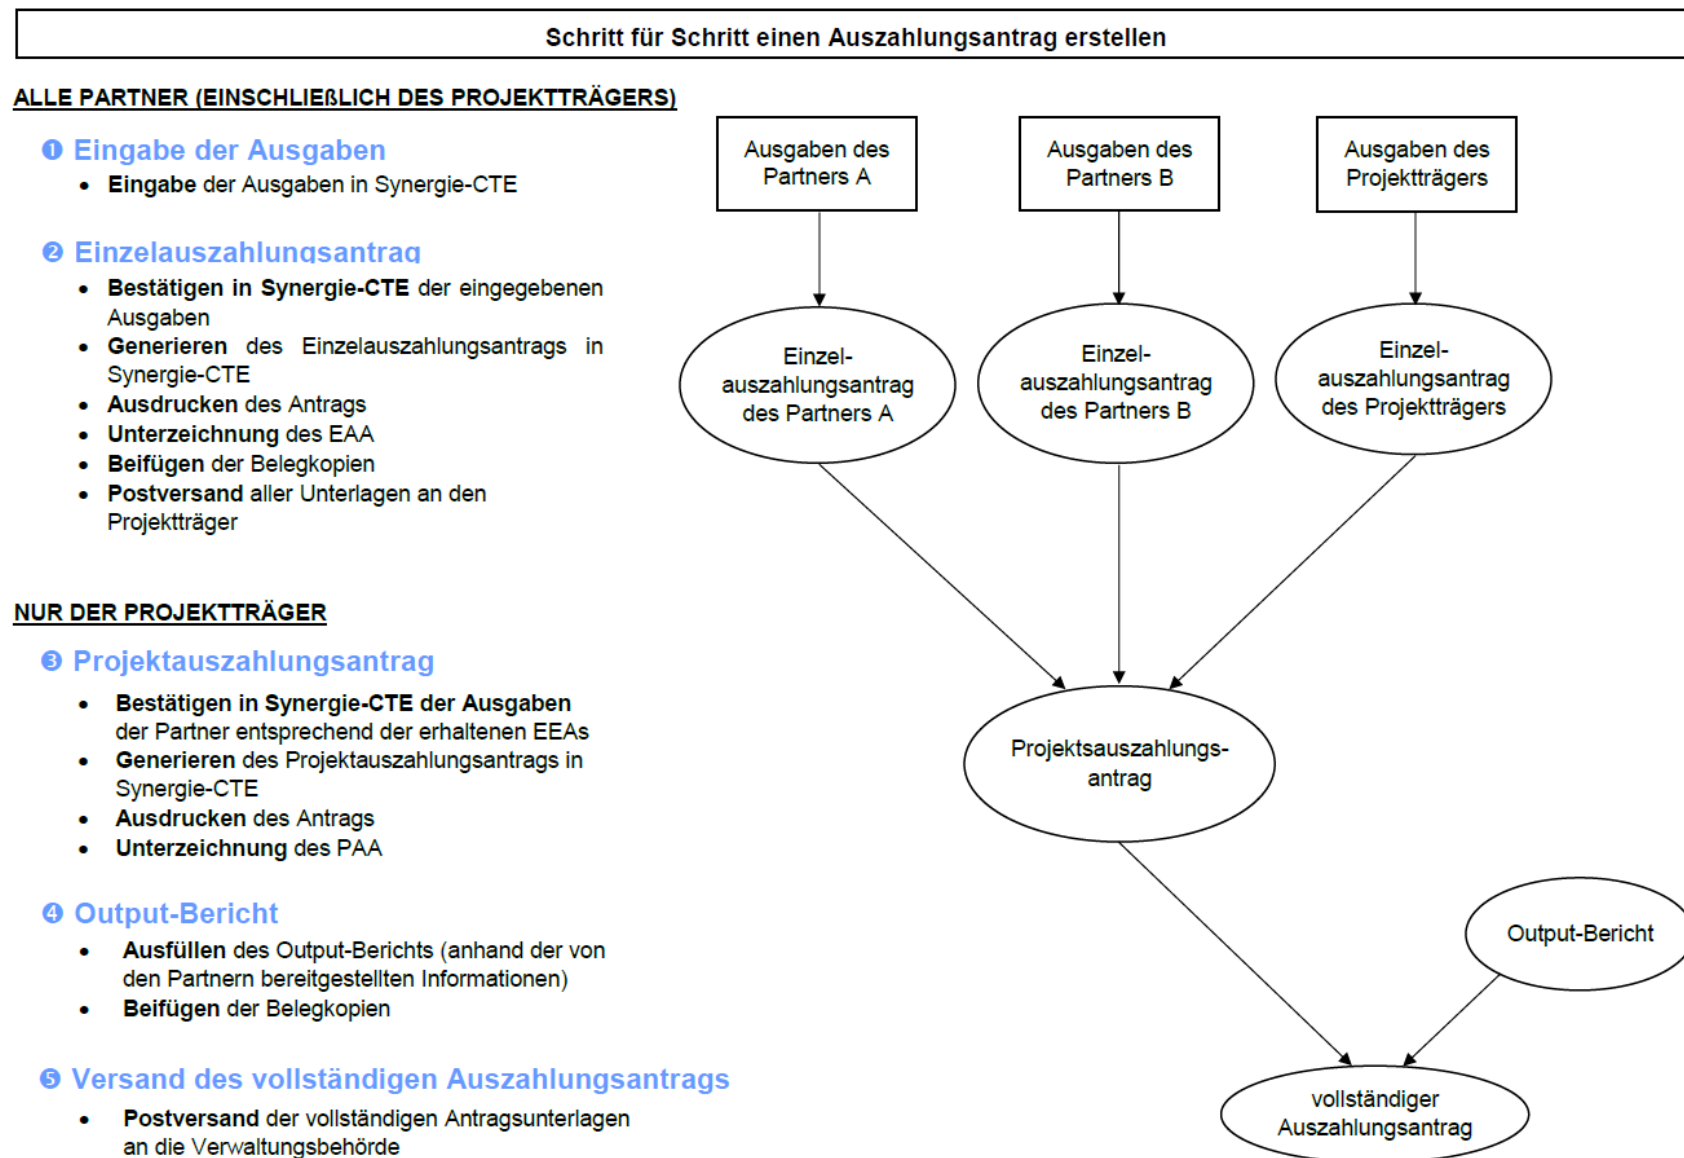 Schritt für Schritt einen Auszahlungsantrag erstellen
ALLE PARTNER (EINSCHLIEßLICH DES PROJEKTTRÄGERS)
❶ Eingabe der Ausgaben
• Eingabe der Ausgaben in Synergie-CTE
❷ Einzelauszahlungsantrag
• Bestätigen in Synergie-CTE der eingegebenen
Ausgaben
• Generieren des Einzelauszahlungsantrags in
Synergie-CTE
• Ausdrucken des Antrags
• Unterzeichnung des EAA
• Beifügen der Belegkopien
• Postversand aller Unterlagen an den
Projektträger
NUR DER PROJEKTTRÄGER
❸ Projektauszahlungsantrag
• Bestätigen in Synergie-CTE der Ausgaben
der Partner entsprechend der erhaltenen EEAs
• Generieren des Projektauszahlungsantrags in
Synergie-CTE
• Ausdrucken des Antrags
• Unterzeichnung des PAA
❹ Output-Bericht
• Ausfüllen des Output-Berichts (anhand der von
den Partnern bereitgestellten Informationen)
• Beifügen der Belegkopien
❺ Versand des vollständigen Auszahlungsantrags
• Postversand der vollständigen Antragsunterlagen
an die Verwaltungsbehörde
Ausgaben des
Partners A
Ausgaben des
Partners B
Ausgaben des
Projektträgers
Einzel-
auszahlungsantrag
des Partners A
Einzel-
auszahlungsantrag
des Partners B
Einzel-
auszahlungsantrag
des Projektträgers
Projektsauszahlungs-
antrag
Output-Bericht
vollständiger
Auszahlungsantrag